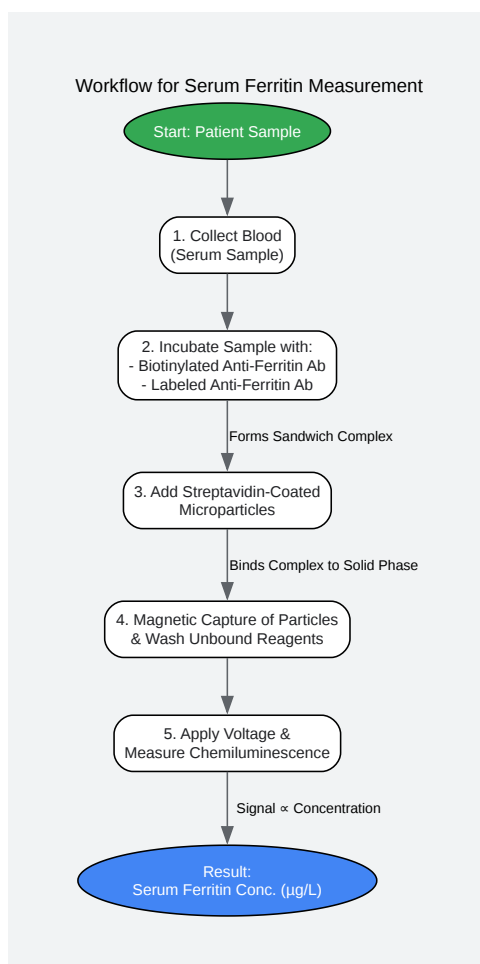 Workflow for Serum Ferritin Measurement
Start: Patient Sample
1. Collect Blood
(Serum Sample)
2. Incubate Sample with:
- Biotinylated Anti-Ferritin Ab
- Labeled Anti-Ferritin Ab
Forms Sandwich Complex
3. Add Streptavidin-Coated
Microparticles
Binds Complex to Solid Phase
4. Magnetic Capture of Particles
& Wash Unbound Reagents
5. Apply Voltage &
Measure Chemiluminescence
Signal ∝ Concentration
Result:
Serum Ferritin Conc. (µg/L)